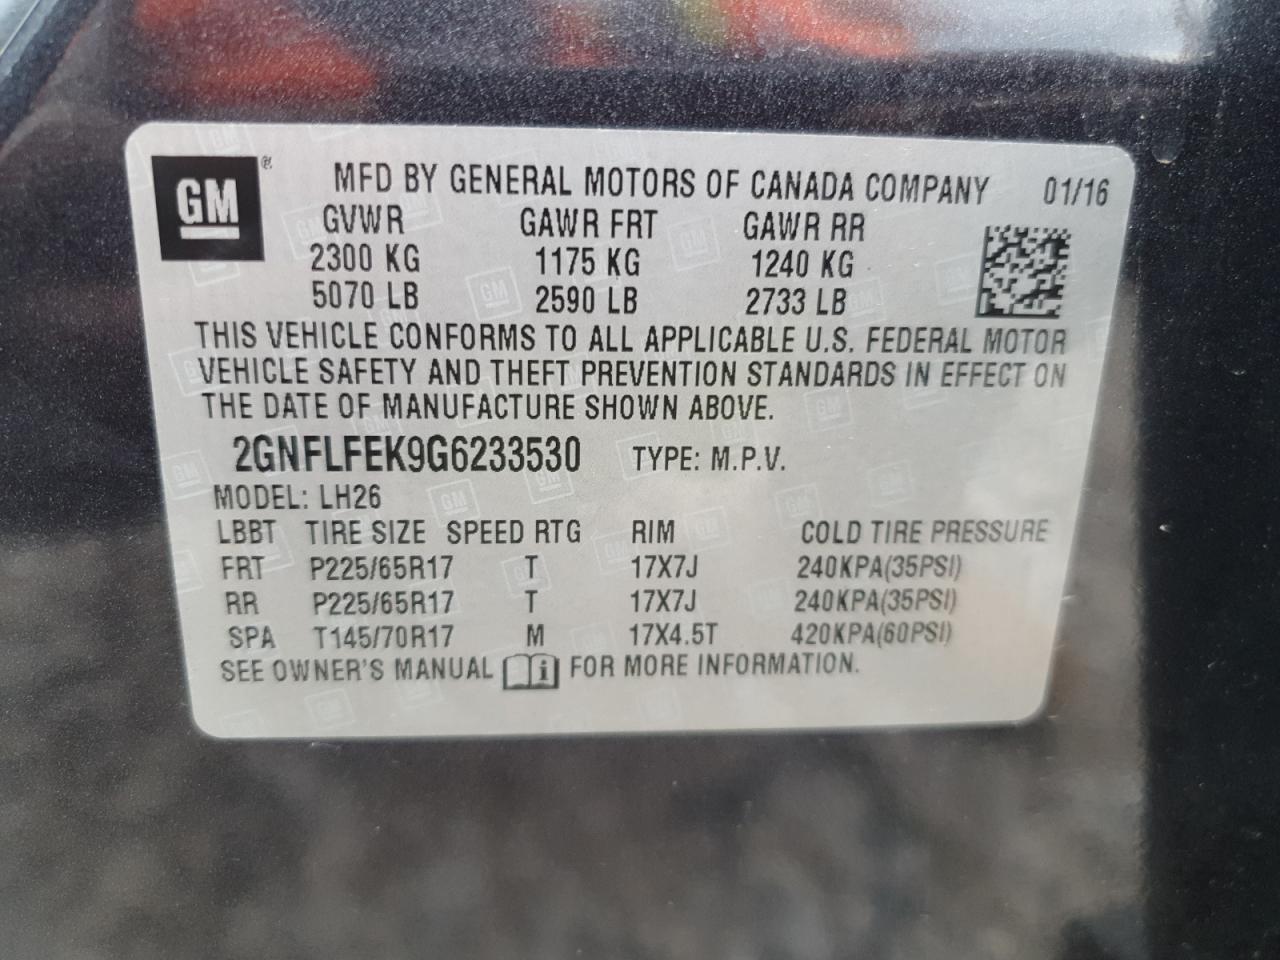 GM ® MFD BY GENERAL MOTORS OF CANADA COMPANY 01/16
GVWR GAWR FRT GAWR RR
2300 KG 1175 KG 1240 KG
5070 LB 2590 LB 2733 LB
THIS VEHICLE CONFORMS TO ALL APPLICABLE U.S. FEDERAL MOTOR
VEHICLE SAFETY AND THEFT PREVENTION STANDARDS IN EFFECT ON
THE DATE OF MANUFACTURE SHOWN ABOVE.
2GNFLFEK9G6233530 TYPE: M.P.V.
MODEL: LH26
LBBT TIRE SIZE SPEED RTG RIM COLD TIRE PRESSURE
FRT P225/65R17 T 17X7J 240KPA(35PSI)
RR P225/65R17 T 17X7J 240KPA(35PSI)
SPA T145/70R17 M 17X4.5T 420KPA(60PSI)
SEE OWNER'S MANUAL i FOR MORE INFORMATION.